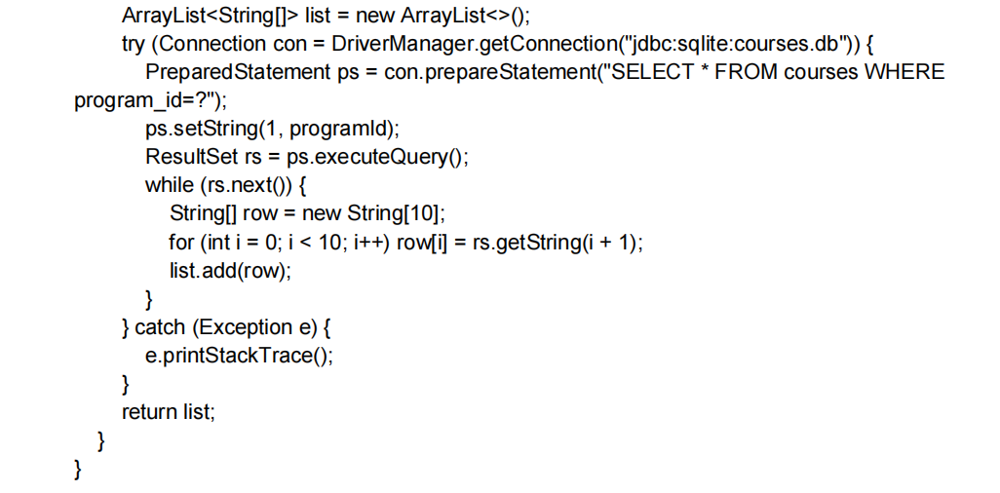 ArrayList<String[]> list = new ArrayList<>();
try (Connection con = DriverManager.getConnection("jdbc:sqlite:courses.db")) {
PreparedStatement ps = con.prepareStatement("SELECT * FROM courses WHERE
program_id=?");
ps.setString(1, programId);
ResultSet rs = ps.executeQuery();
while (rs.next()) {
String[] row = new String[10];
for (int i = 0; i < 10; i++) row[i] = rs.getString(i + 1);
list.add(row);
}
} catch (Exception e) {
e.printStackTrace();
}
return list;
}
}